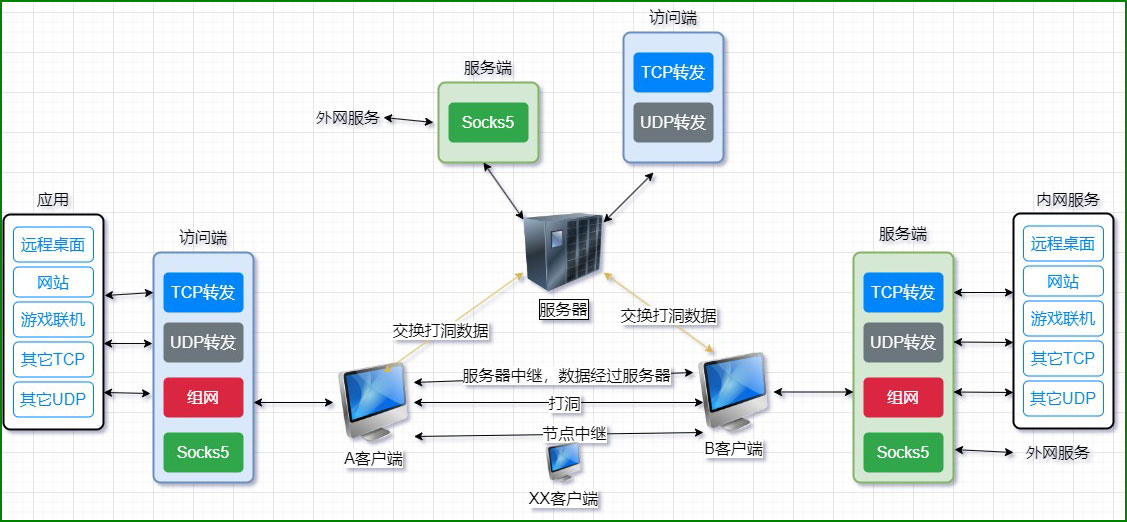 访问端
TCP转发
UDP转发
服务端
Socks5
外网服务
服务器
应用
远程桌面
网站
游戏联机
其它TCP
其它UDP
访问端
TCP转发
UDP转发
组网
Socks5
交换打洞数据
交换打洞数据
服务器中继，数据经过服务器
打洞
节点中继
A客户端
B客户端
XX客户端
服务端
TCP转发
UDP转发
组网
Socks5
内网服务
远程桌面
网站
游戏联机
其它TCP
其它UDP
外网服务